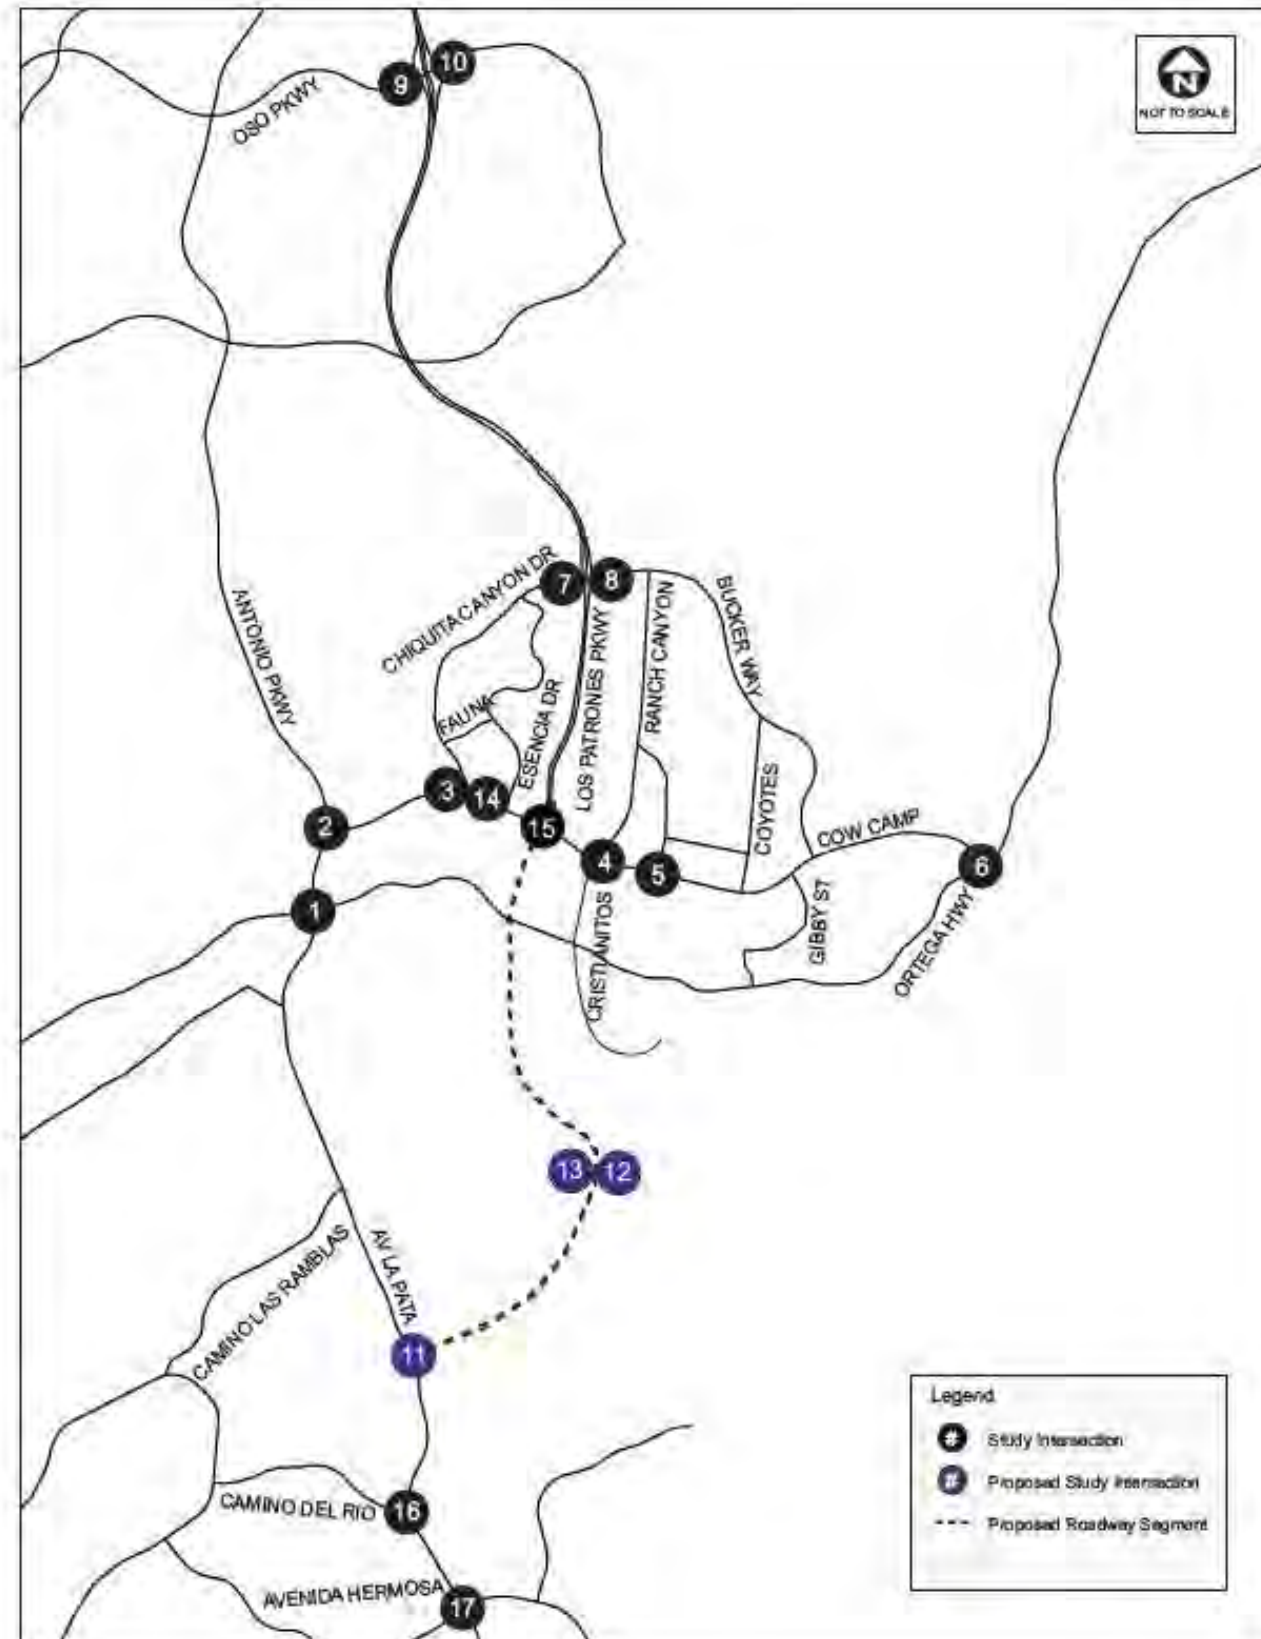 10
9
OSO PKWY
N
NOT TO SCALE
CHIQUITA CANYON DR.
7
8
BUCKER WAY
ANTONIO PKWY
RANCH CANYON
LOS PATRONES PKWY
FAUNA
ESENCIA DR.
3
14
COYOTES
2
15
COW CAMP
4
5
6
1
CRISTIANITOS
GIBBY ST
ORTEGA HWY
13
12
CAMINO LAS RAMBLAS
AV LA PATA
11
Legend
# Study Intersection
# Proposed Study Intersection
Proposed Roadway Segment
CAMINO DEL RIO
16
AVENIDA HERMOSA
17